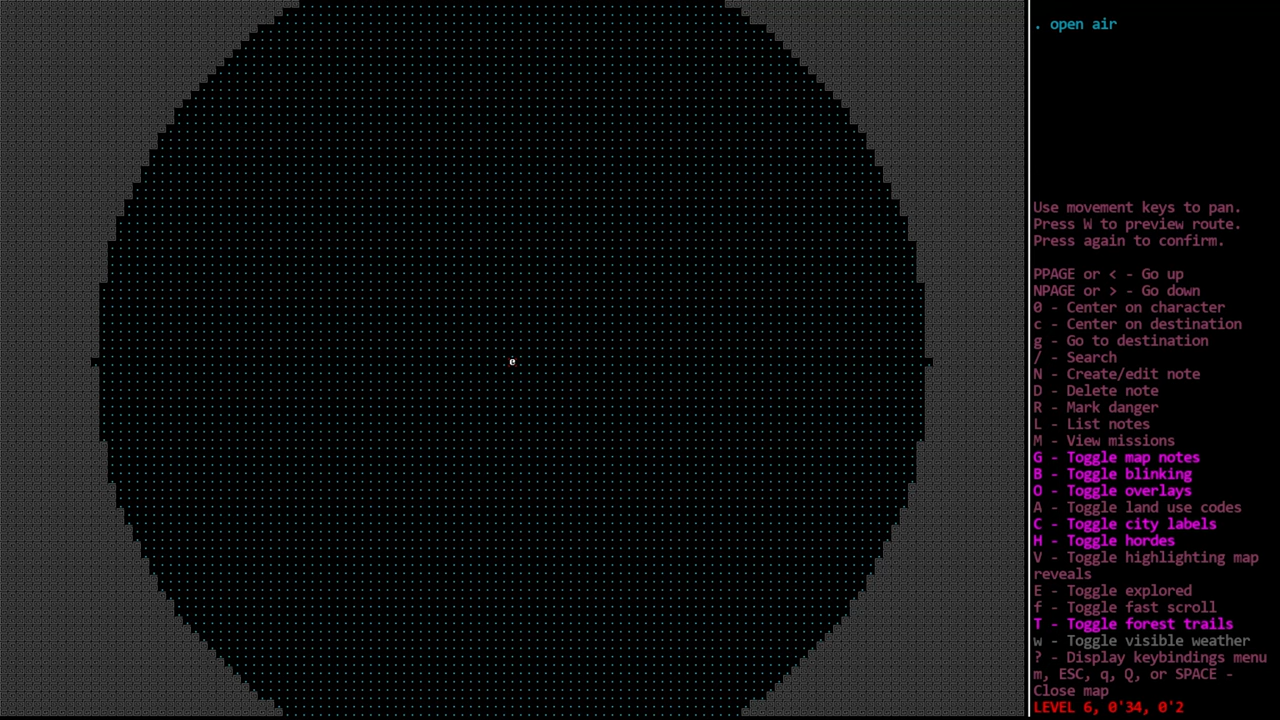 . open air
e
Use movement keys to pan.
Press W to preview route.
Press again to confirm.
PPAGE or < - Go up
NPAGE or > - Go down
0 - Center on character
c - Center on destination
g - Go to destination
/ - Search
N - Create/edit note
D - Delete note
R - Mark danger
L - List notes
M - View missions
G - Toggle map notes
B - Toggle blinking
O - Toggle overlays
A - Toggle land use codes
C - Toggle city labels
H - Toggle hordes
V - Toggle highlighting map
reveals
E - Toggle explored
f - Toggle fast scroll
T - Toggle forest trails
w - Toggle visible weather
? - Display keybindings menu
m, ESC, q, Q, or SPACE -
Close map
LEVEL 6, 0'34, 0'2